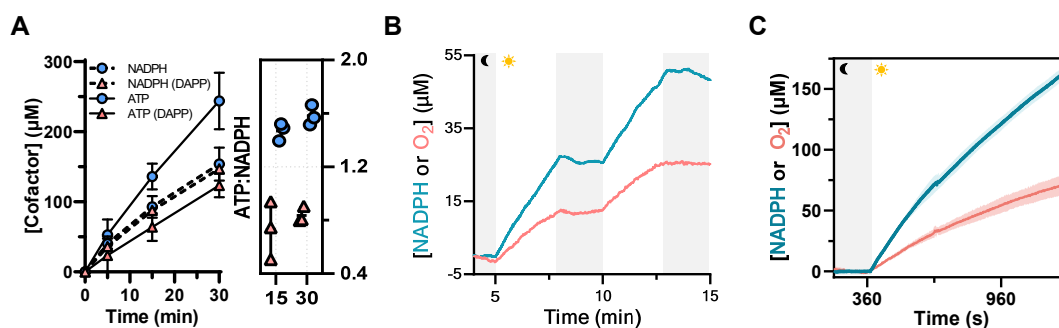 A
[Cofactor] (µM)
300
200
100
0
NADPH
NADPH (DAPP)
ATP
ATP (DAPP)
0
10
20
30
Time (min)
ATP:NADPH
2.0
1.2
0.4
15
30
B
[NADPH or O₂] (µM)
55
35
15
-5
5
10
15
Time (min)
C
[NADPH or O₂] (µM)
150
100
50
0
360
960
Time (s)